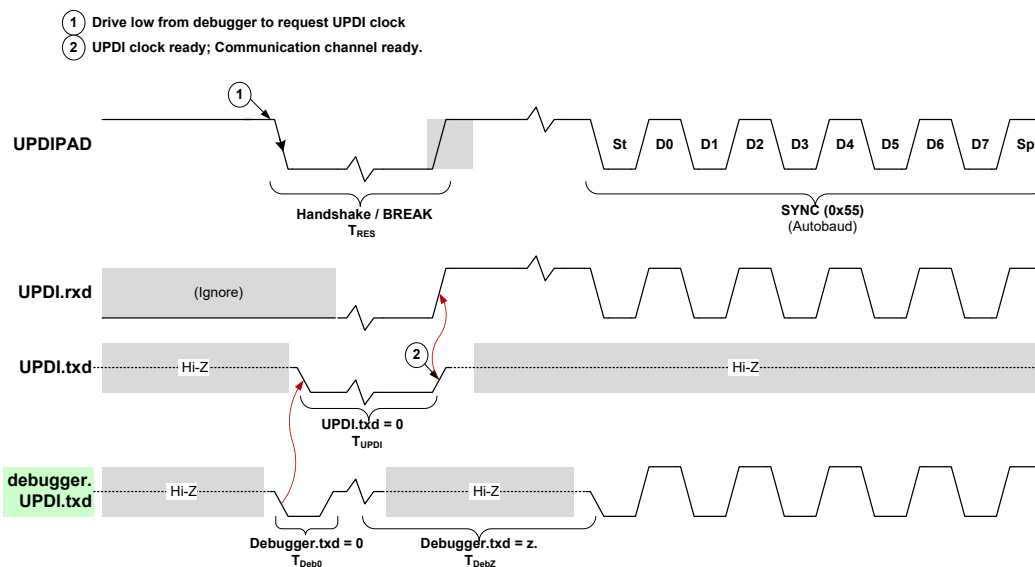 1 Drive low from debugger to request UPDI clock
2 UPDI clock ready; Communication channel ready.
1
UPDIPAD
St D0 D1 D2 D3 D4 D5 D6 D7 Sp
Handshake / BREAK
TRES
SYNC (0x55)
(Autobaud)
UPDI.rxd
(Ignore)
2
UPDI.txd
Hi-Z Hi-Z
UPDI.txd = 0
TUPDI
debugger.
UPDI.txd
Hi-Z Hi-Z
Debugger.txd = 0 Debugger.txd = z.
TDeb0 TDebZ